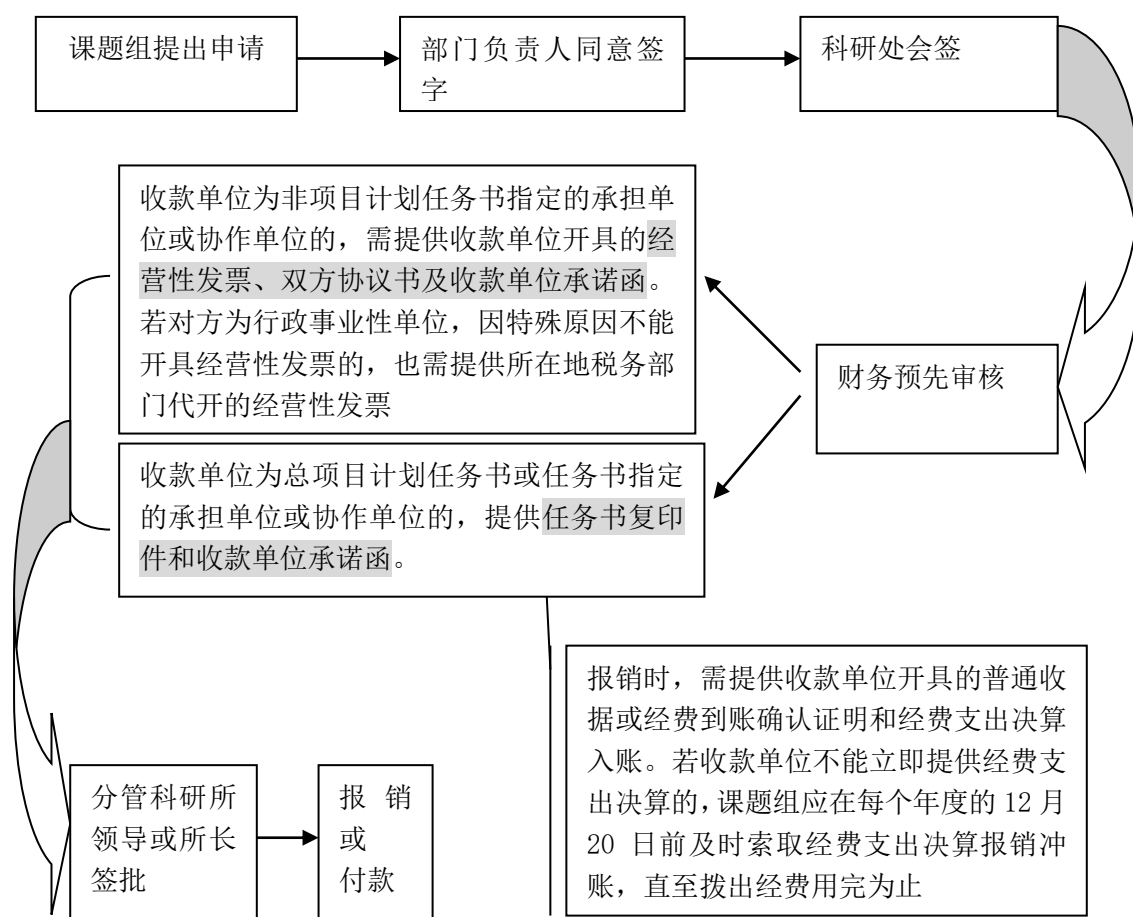 课题组提出申请
部门负责人同意签
字
科研处会签
收款单位为非项目计划任务书指定的承担单
位或协作单位的，需提供收款单位开具的经
营性发票、双方协议书及收款单位承诺函。
若对方为行政事业性单位，因特殊原因不能
开具经营性发票的，也需提供所在地税务部
门代开的经营性发票
财务预先审核
收款单位为总项目计划任务书或任务书指定
的承担单位或协作单位的，提供任务书复印
件和收款单位承诺函。
报销时，需提供收款单位开具的普通收
据或经费到账确认证明和经费支出决算
入账。若收款单位不能立即提供经费支
出决算的，课题组应在每个年度的 12 月
20 日前及时索取经费支出决算报销冲
账，直至拨出经费用完为止
分管科研所
领导或所长
签批
报 销
或
付款